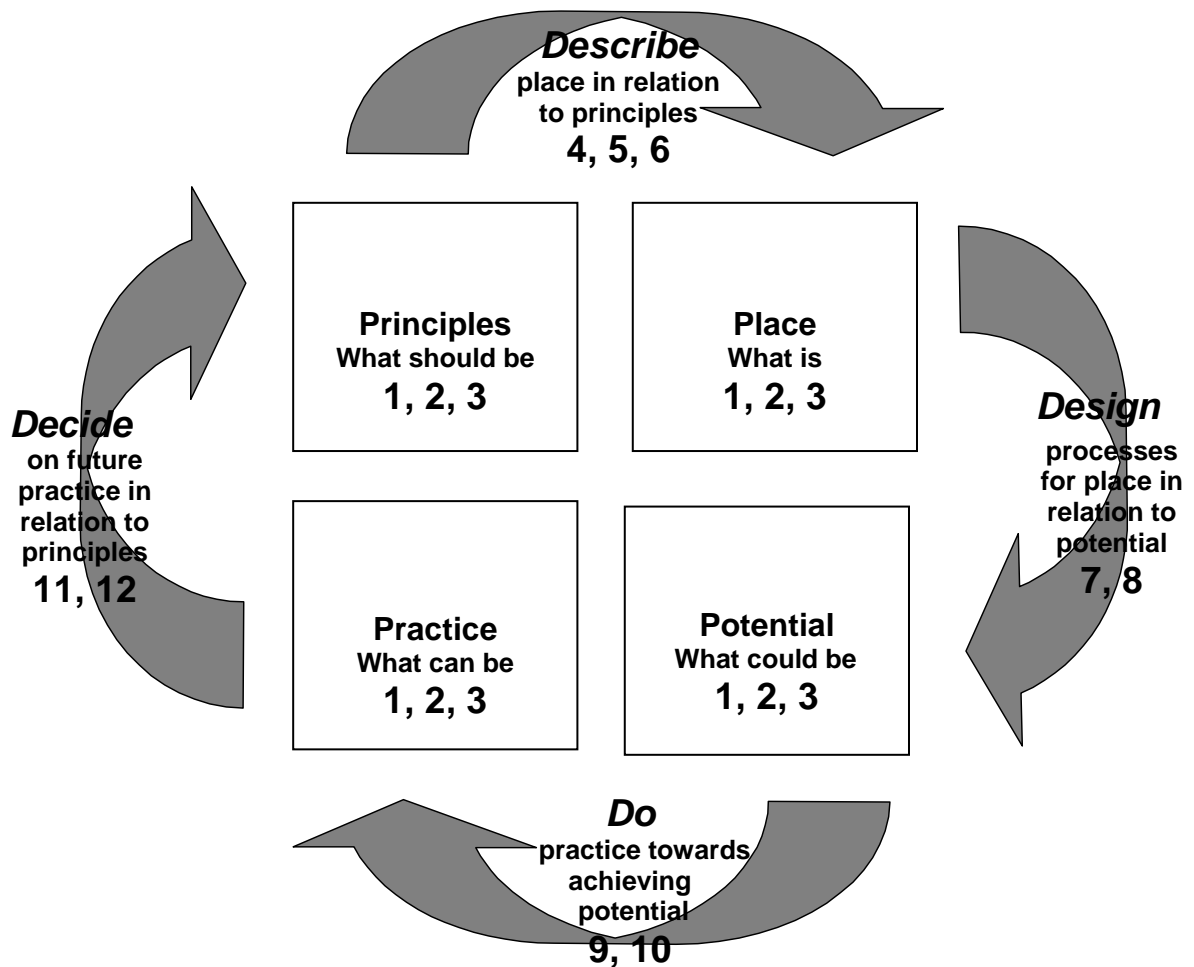 Describe
place in relation
to principles
4, 5, 6
Principles
What should be
1, 2, 3
Place
What is
1, 2, 3
Design
processes
for place in
relation to
potential
7, 8
Decide
on future
practice in
relation to
principles
11, 12
Practice
What can be
1, 2, 3
Potential
What could be
1, 2, 3
Do
practice towards
achieving
potential
9, 10